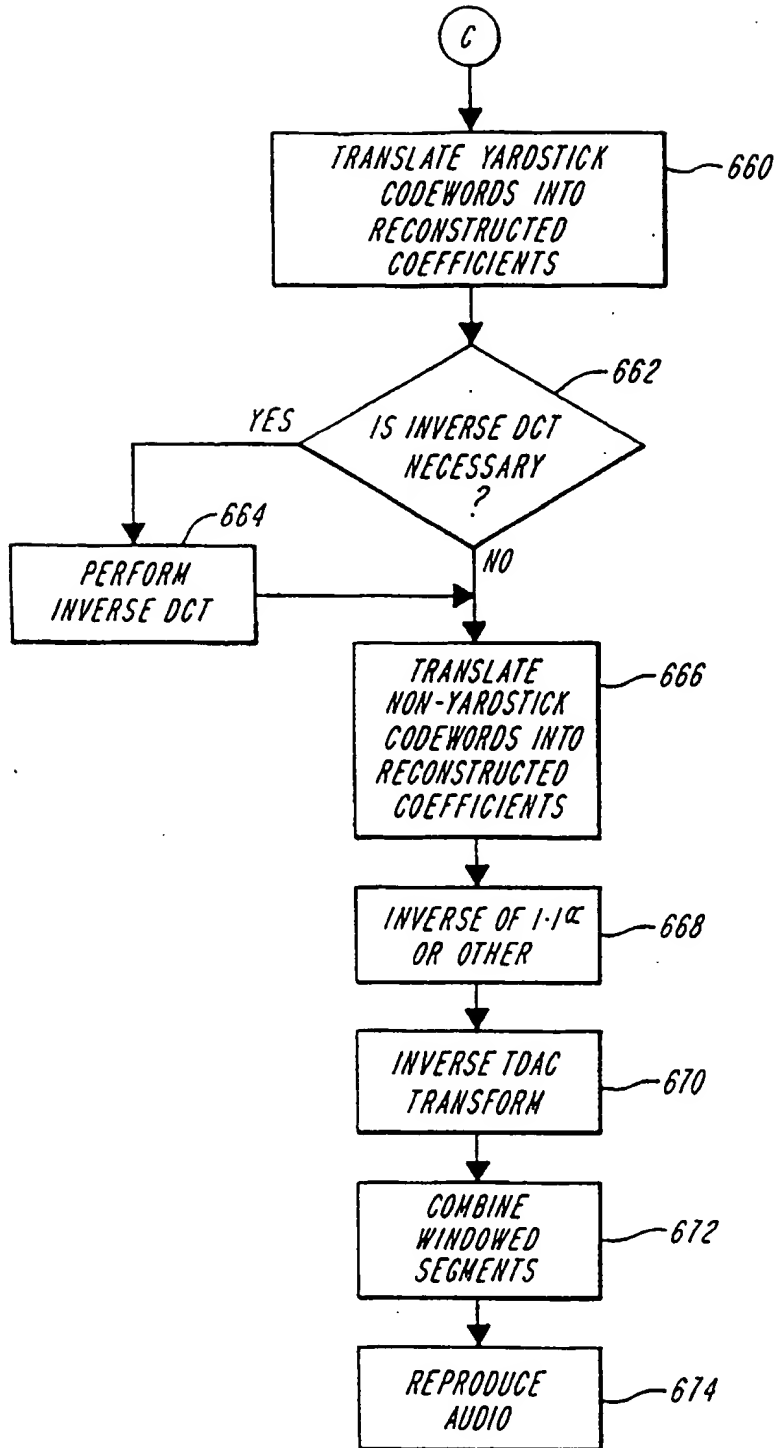 C
TRANSLATE YARDSTICK
CODEWORDS INTO
RECONSTRUCTED
COEFFICIENTS
660
662
YES
IS INVERSE DCT
NECESSARY
?
NO
664
PERFORM
INVERSE DCT
TRANSLATE
NON-YARDSTICK
CODEWORDS INTO
RECONSTRUCTED
COEFFICIENTS
666
INVERSE OF |·|α
OR OTHER
668
INVERSE TDAC
TRANSFORM
670
COMBINE
WINDOWED
SEGMENTS
672
REPRODUCE
AUDIO
674